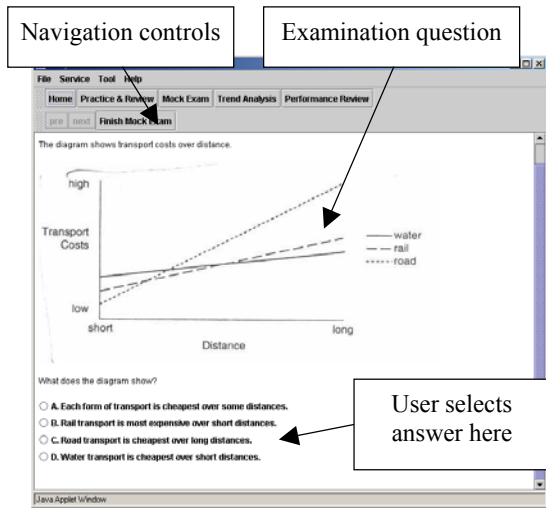 Navigation controls
Examination question
File Service Tool Help
Home Practice & Review Mock Exam Trend Analysis Performance Review
pre next Finish Mock Exam
The diagram shows transport costs over distance.
high
Transport
Costs
low
short
long
Distance
water
rail
road
What does the diagram show?
A. Each form of transport is cheapest over some distances.
B. Rail transport is most expensive over short distances.
C. Road transport is cheapest over long distances.
D. Water transport is cheapest over short distances.
User selects
answer here
Java Applet Window